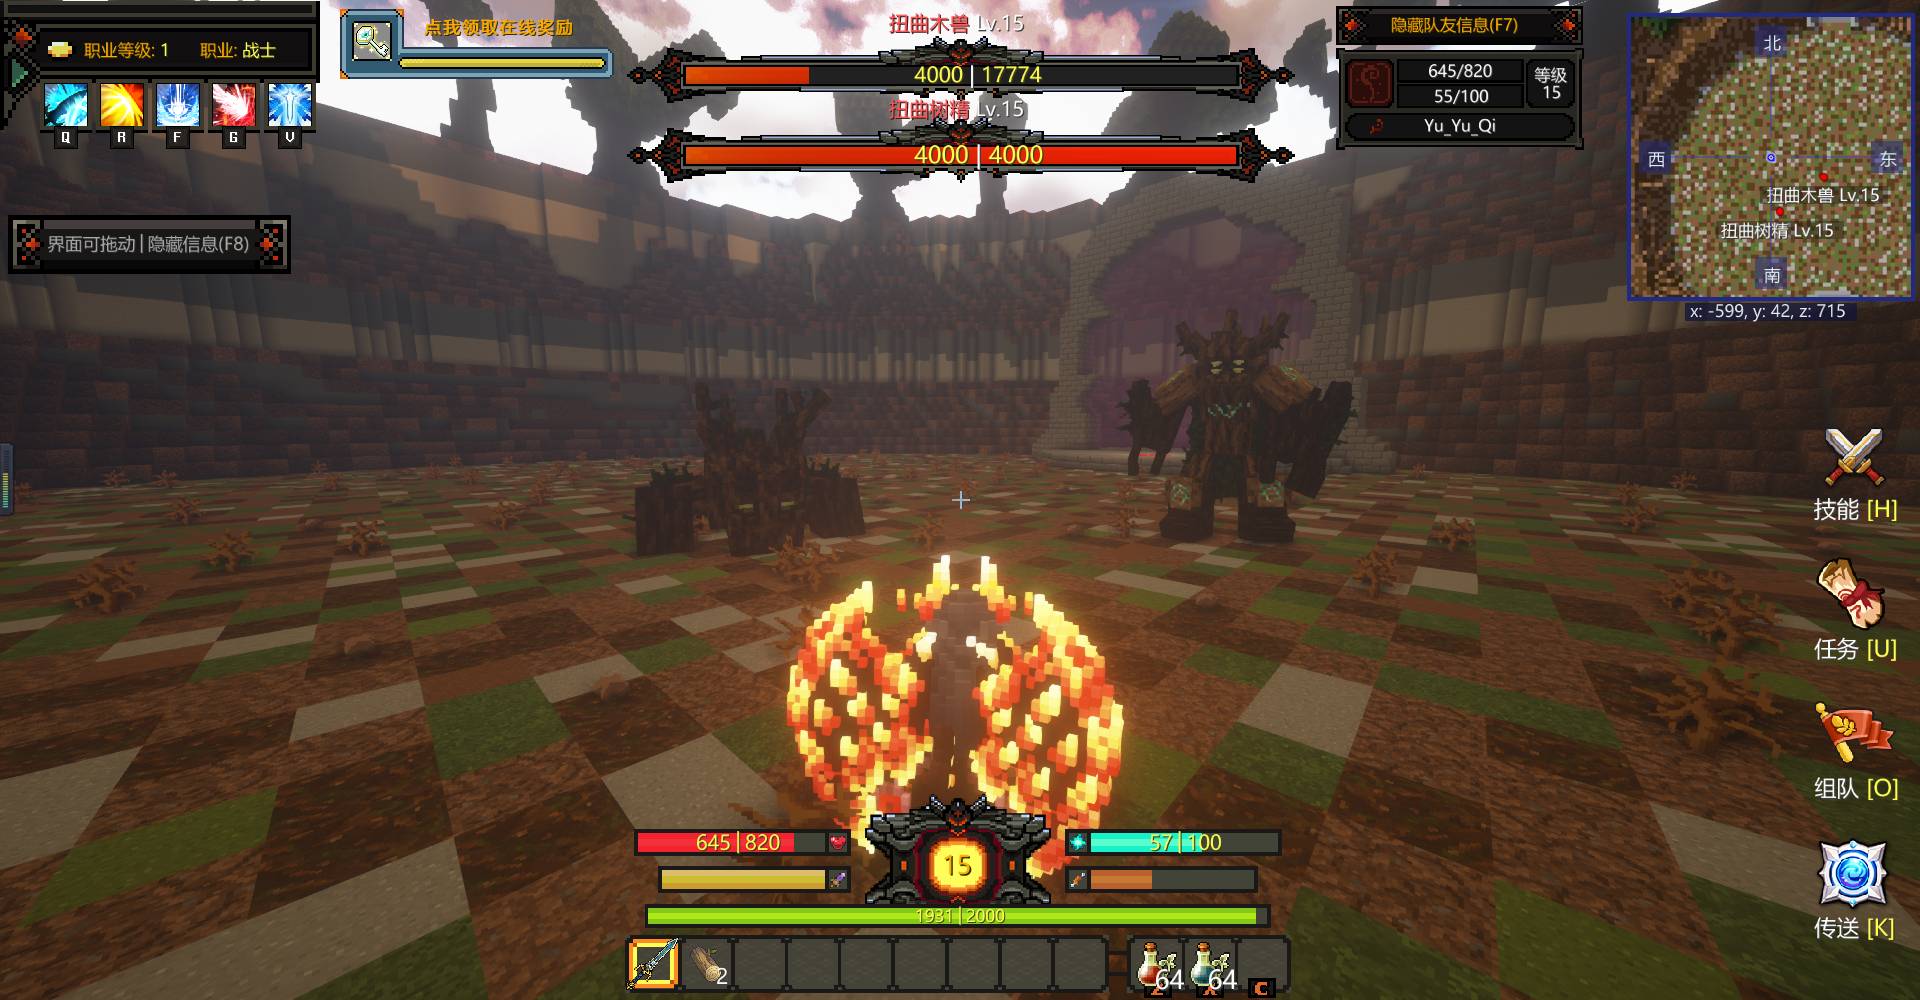 职业等级: 1 职业: 战士
Q R F G V
点我领取在线奖励
界面可拖动 | 隐藏信息(F8)
扭曲木兽 Lv.15
4000 | 17774
扭曲树精 Lv.15
4000 | 4000
隐藏队友信息(F7)
645/820
55/100
等级
15
Yu_Yu_Qi
北
西
东
扭曲木兽 Lv.15
扭曲树精 Lv.15
南
x: -599, y: 42, z: 715
技能 [H]
任务 [U]
组队 [O]
传送 [K]
645 | 820
15
57 | 100
1931 | 2000
2
64
64
Z X C